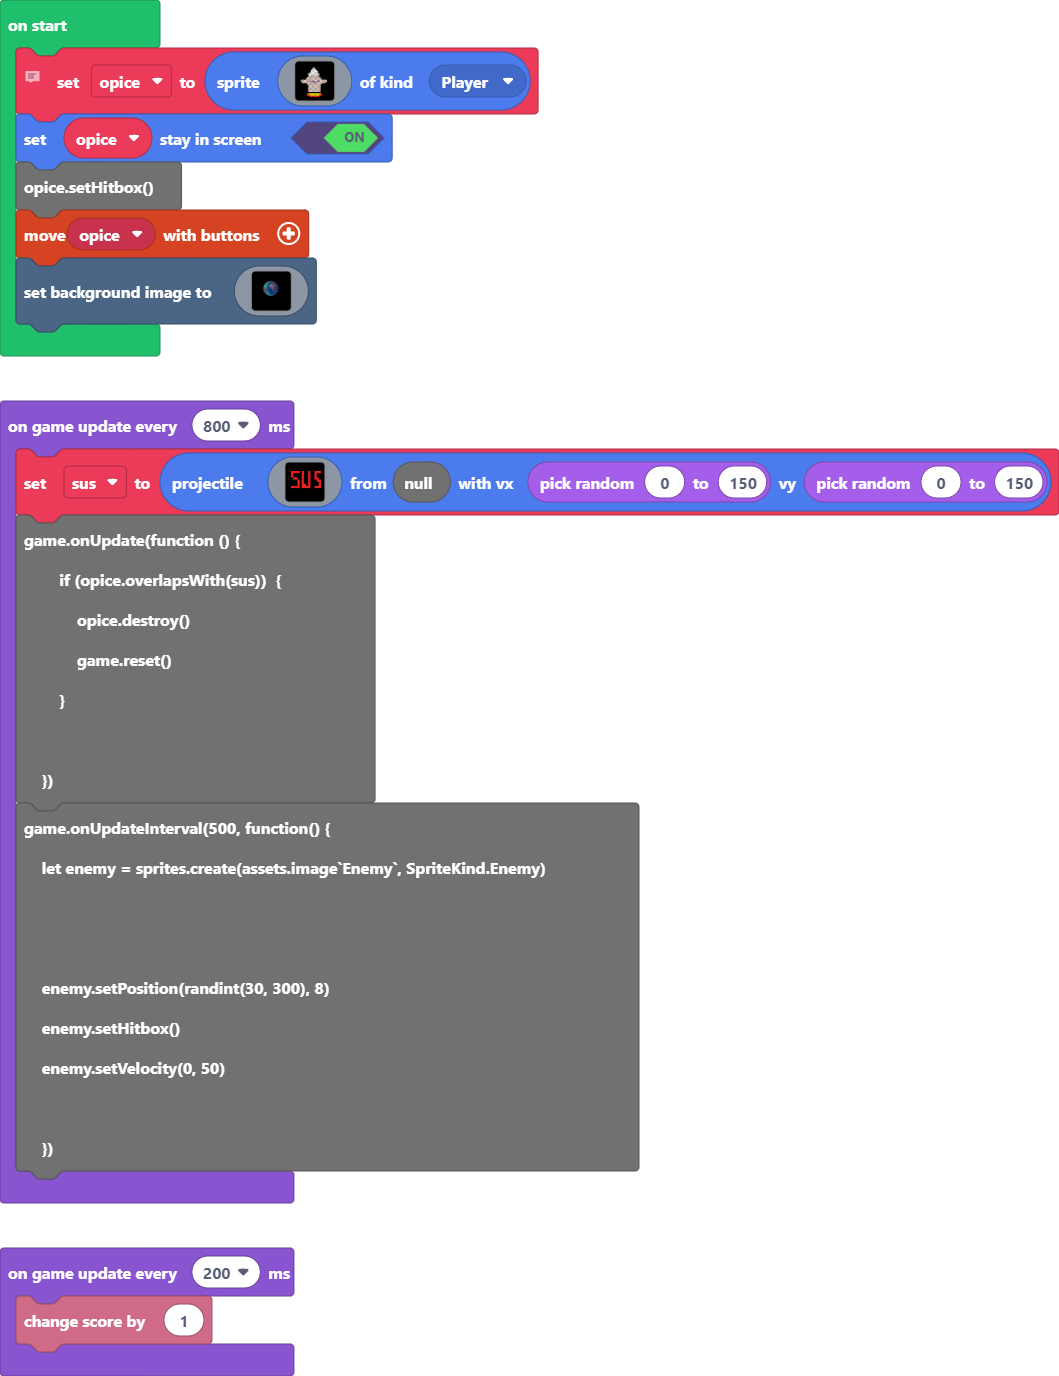 on start
set opice to sprite of kind Player
set opice stay in screen ON
opice.setHitbox()
move opice with buttons
set background image to
on game update every 800 ms
set sus to projectile SUS from null with vx pick random 0 to 150 vy pick random 0 to 150
game.onUpdate(function () {
if (opice.overlapsWith(sus))  {
opice.destroy()
game.reset()
}
})
game.onUpdateInterval(500, function() {
let enemy = sprites.create(assets.image`Enemy`, SpriteKind.Enemy)
enemy.setPosition(randint(30, 300), 8)
enemy.setHitbox()
enemy.setVelocity(0, 50)
})
on game update every 200 ms
change score by 1